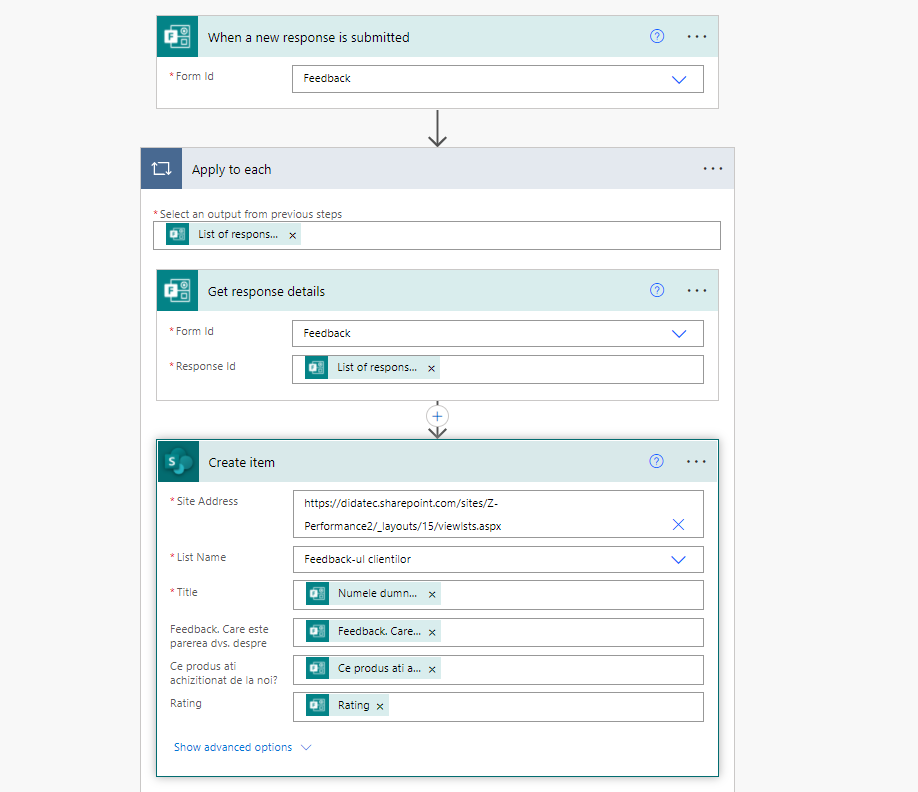 When a new response is submitted
* Form Id
Feedback
Apply to each
* Select an output from previous steps
List of respons...
Get response details
* Form Id
Feedback
* Response Id
List of respons...
Create item
* Site Address
https://didatec.sharepoint.com/sites/Z-
Performance2/_layouts/15/viewlsts.aspx
* List Name
Feedback-ul clientilor
* Title
Numele dumn...
Feedback. Care este
parerea dvs. despre
Feedback. Care...
Ce produs ati
achizitionat de la noi?
Ce produs ati a...
Rating
Rating
Show advanced options